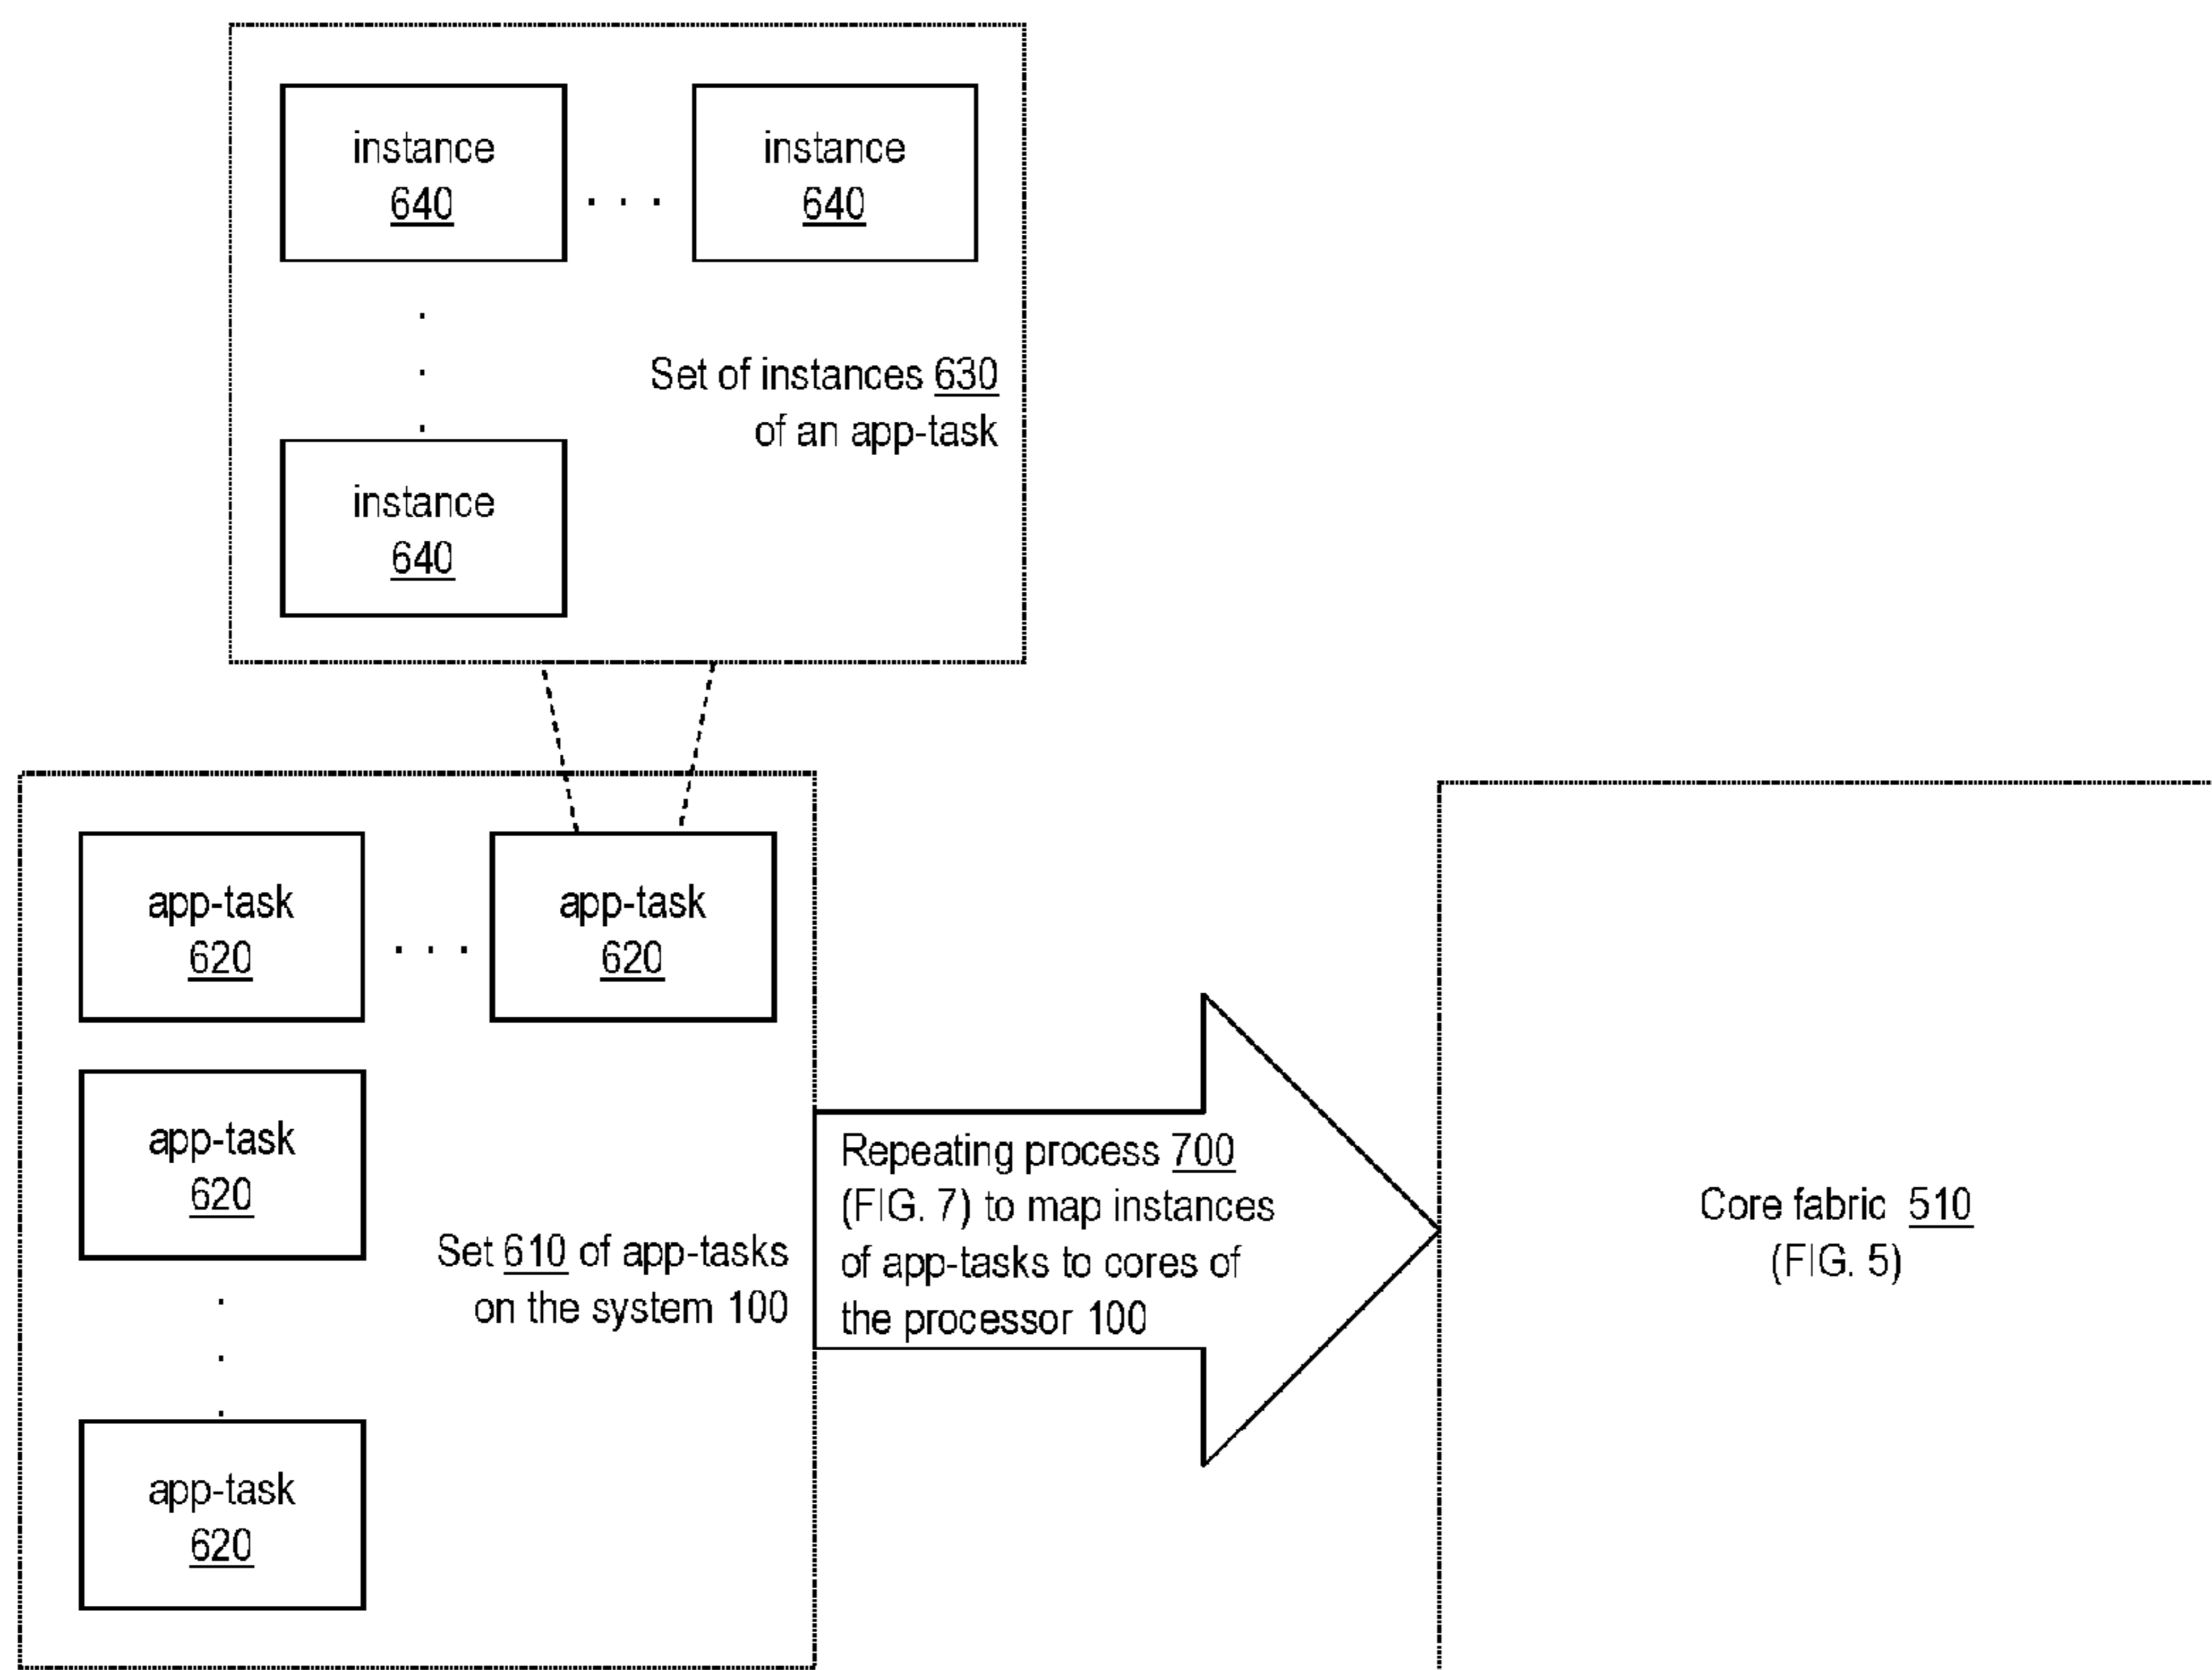 instance
640
. . .
instance
640
Set of instances 630
of an app-task
instance
640
app-task
620
. . .
app-task
620
app-task
620
Set 610 of app-tasks
on the system 100
app-task
620
Repeating process 700
(FIG. 7) to map instances
of app-tasks to cores of
the processor 100
Core fabric 510
(FIG. 5)